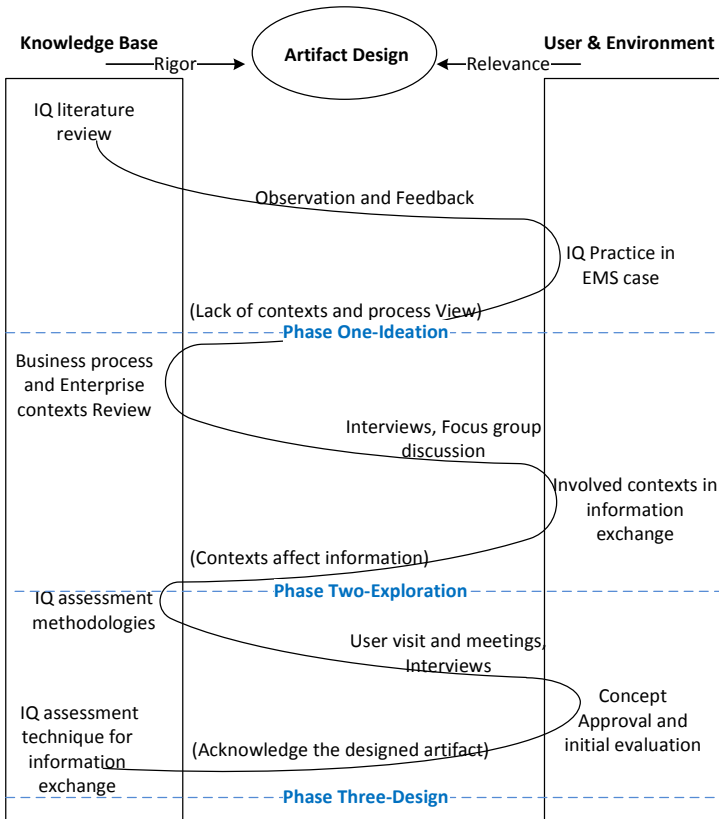 Knowledge Base
Artifact Design
User & Environment
Rigor
Relevance
IQ literature
review
Observation and Feedback
IQ Practice in
EMS case
(Lack of contexts and process View)
Phase One-Ideation
Business process
and Enterprise
contexts Review
Interviews, Focus group
discussion
Involved contexts in
information
exchange
(Contexts affect information)
Phase Two-Exploration
IQ assessment
methodologies
User visit and meetings,
Interviews
Concept
Approval and
initial evaluation
IQ assessment
technique for
information
exchange
(Acknowledge the designed artifact)
Phase Three-Design